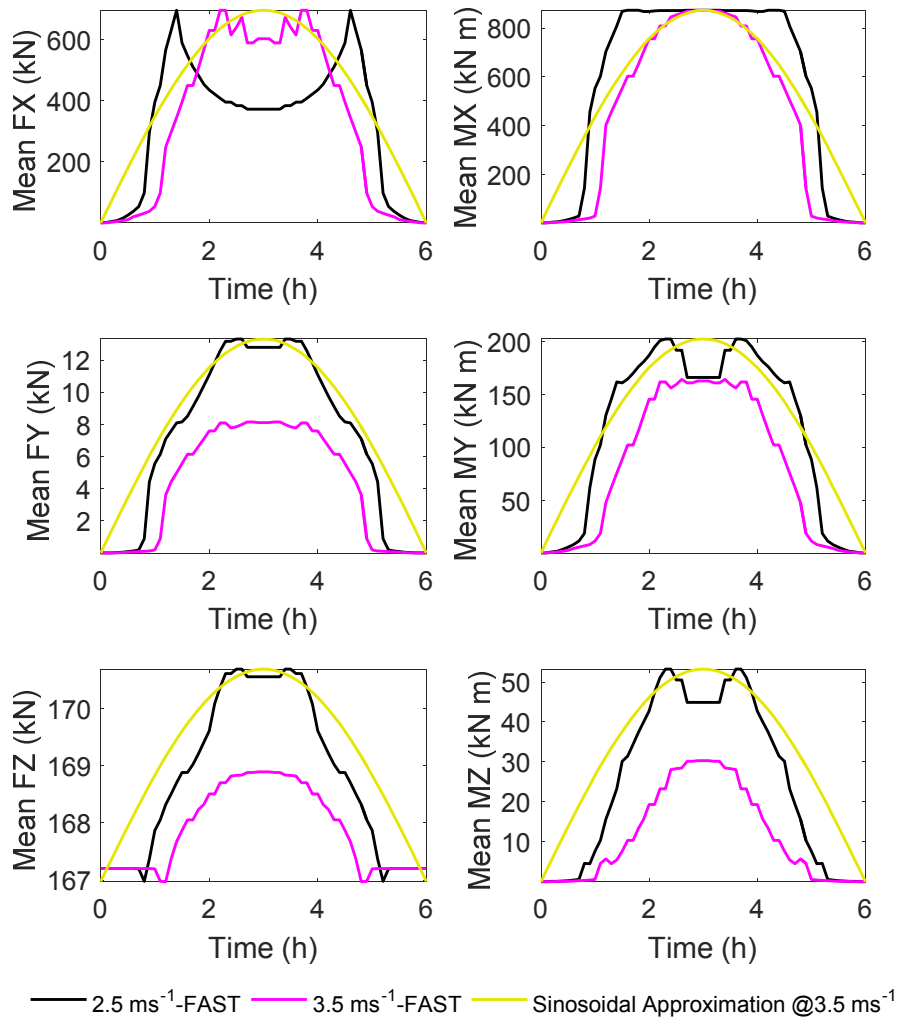 Mean FX (kN)
600
400
200
0 2 4 6
Time (h)
Mean MX (kN m)
800
600
400
200
0 2 4 6
Time (h)
Mean FY (kN)
12
10
8
6
4
2
0 2 4 6
Time (h)
Mean MY (kN m)
200
150
100
50
0 2 4 6
Time (h)
Mean FZ (kN)
170
169
168
167
0 2 4 6
Time (h)
Mean MZ (kN m)
50
40
30
20
10
0 2 4 6
Time (h)
2.5 ms⁻¹-FAST 3.5 ms⁻¹-FAST Sinosoidal Approximation @3.5 ms⁻¹